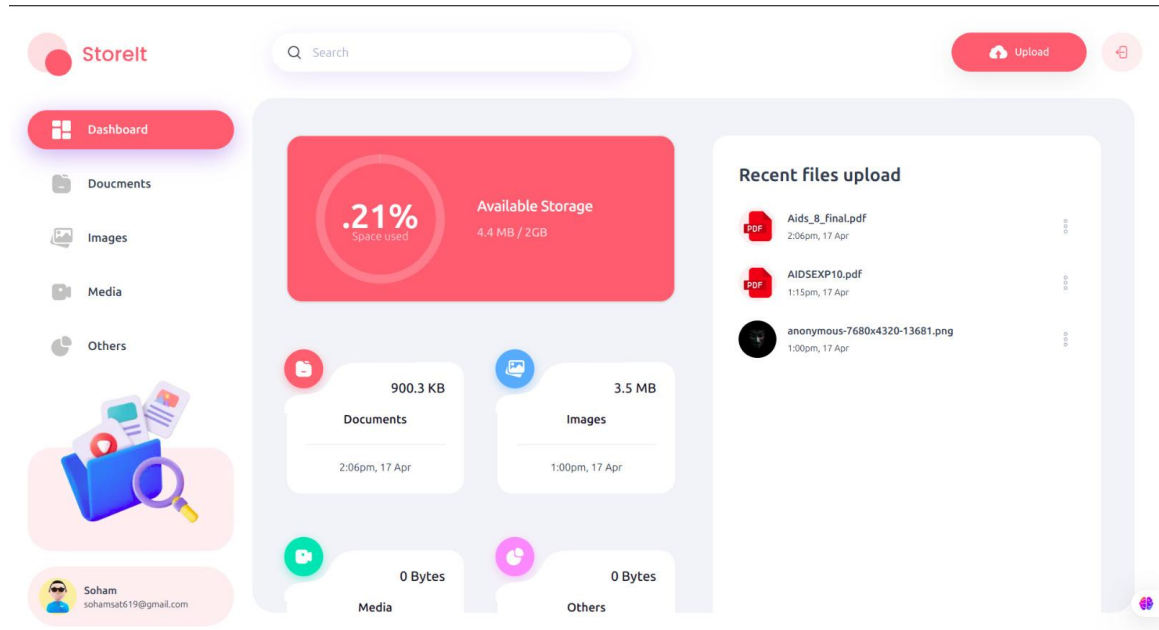 StoreIt
Search
Upload
Dashboard
Doucments
Images
Media
Others
Soham
sohamsat619@gmail.com
.21%
Space used
Available Storage
4.4 MB / 2GB
900.3 KB
Documents
2:06pm, 17 Apr
3.5 MB
Images
1:00pm, 17 Apr
0 Bytes
Media
0 Bytes
Others
Recent files upload
PDF
Aids_8_final.pdf
2:06pm, 17 Apr
PDF
AIDSEXP10.pdf
1:15pm, 17 Apr
anonymous-7680x4320-13681.png
1:00pm, 17 Apr